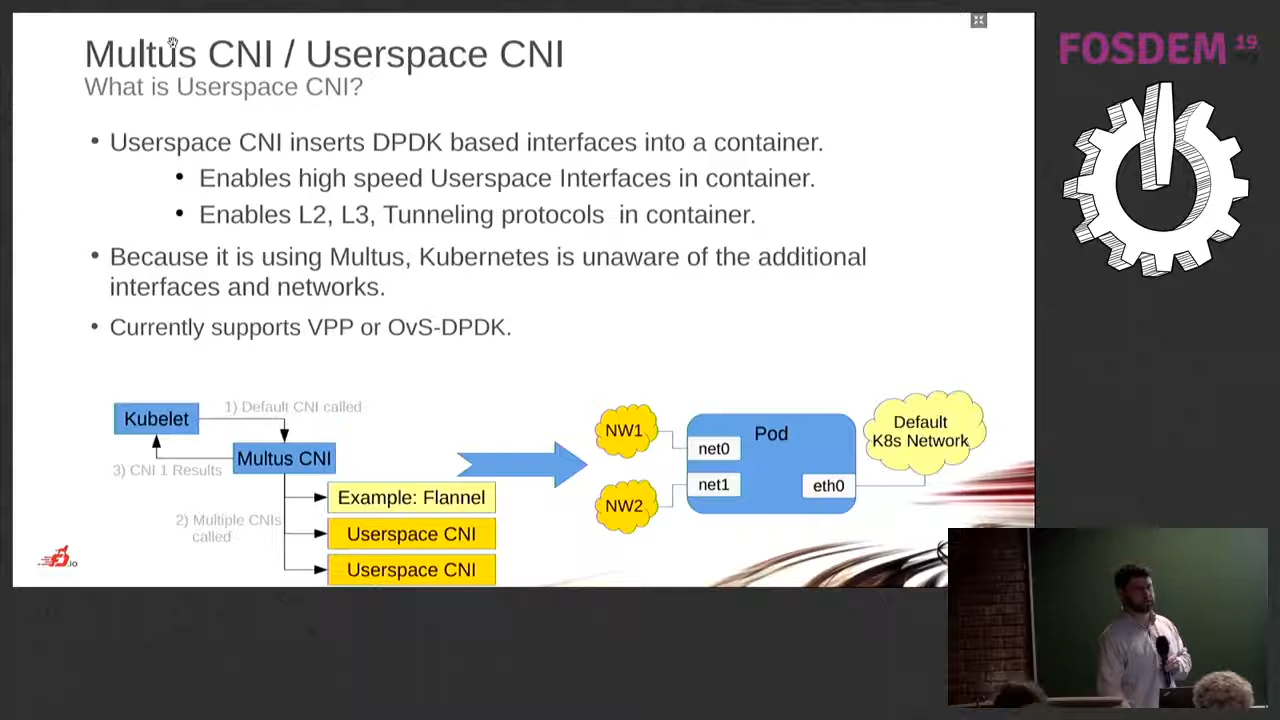 Multus CNI / Userspace CNI
What is Userspace CNI?
• Userspace CNI inserts DPDK based interfaces into a container.
• Enables high speed Userspace Interfaces in container.
• Enables L2, L3, Tunneling protocols in container.
• Because it is using Multus, Kubernetes is unaware of the additional
interfaces and networks.
• Currently supports VPP or OvS-DPDK.
Kubelet
1) Default CNI called
Multus CNI
3) CNI 1 Results
Example: Flannel
2) Multiple CNIs
called
Userspace CNI
Userspace CNI
NW1
NW2
Pod
net0
net1
eth0
Default
K8s Network
.io
FOSDEM 19